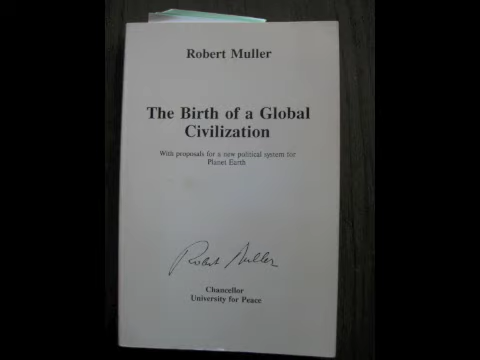 Robert Muller
The Birth of a Global
Civilization
With proposals for a new political system for
Planet Earth
Robert Muller
Chancellor
University for Peace